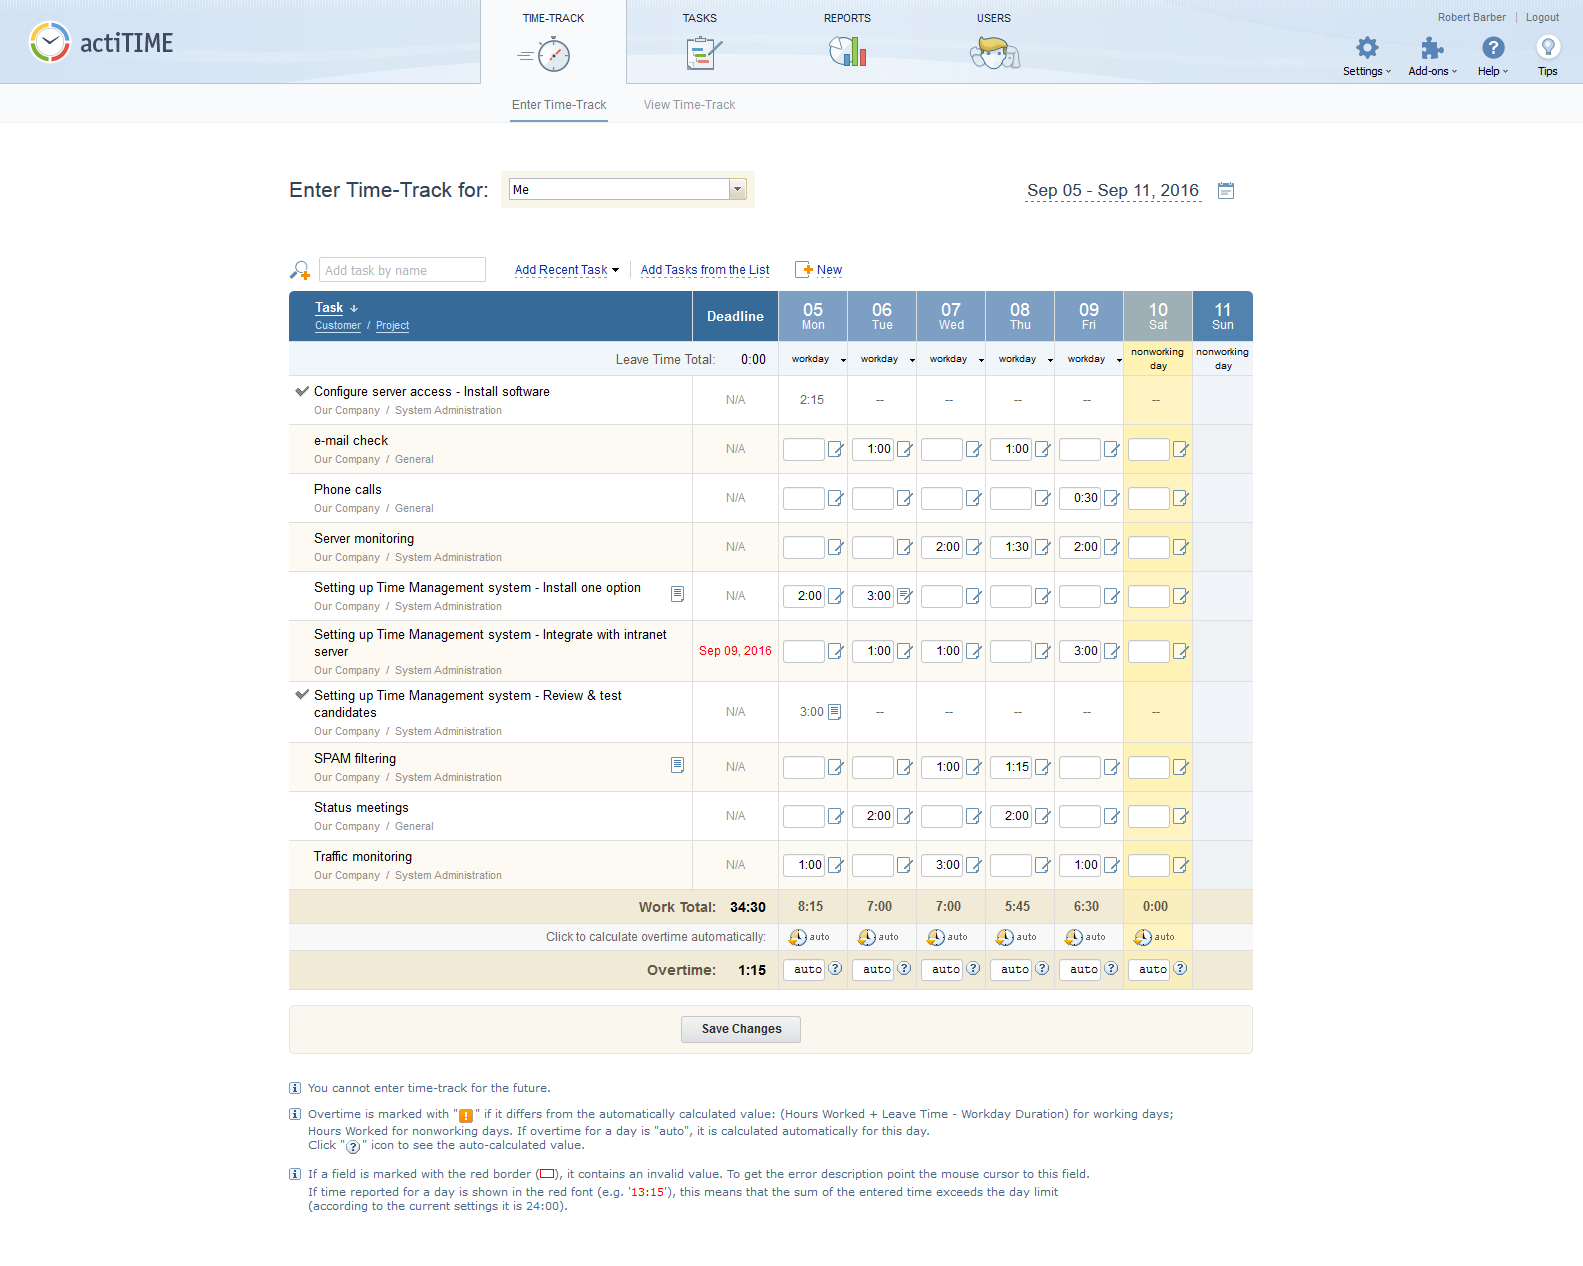 actiTIME
TIME-TRACK
TASKS
REPORTS
USERS
Robert Barber | Logout
Settings
Add-ons
Help
Tips
Enter Time-Track
View Time-Track
Enter Time-Track for:
Me
Sep 05 - Sep 11, 2016
Add task by name
Add Recent Task
Add Tasks from the List
New
Task
Customer / Project
Deadline
05 Mon
06 Tue
07 Wed
08 Thu
09 Fri
10 Sat
11 Sun
Leave Time Total: 0:00 workday workday workday workday workday nonworking day nonworking day
Configure server access - Install software
Our Company / System Administration
N/A 2:15 -- -- -- -- --
e-mail check
Our Company / General
N/A 1:00 1:00
Phone calls
Our Company / General
N/A 0:30
Server monitoring
Our Company / System Administration
N/A 2:00 1:30 2:00
Setting up Time Management system - Install one option
Our Company / System Administration
N/A 2:00 3:00
Setting up Time Management system - Integrate with intranet
server
Our Company / System Administration
Sep 09, 2016 1:00 1:00 3:00
Setting up Time Management system - Review & test
candidates
Our Company / System Administration
N/A 3:00 -- -- -- -- --
SPAM filtering
Our Company / System Administration
N/A 1:00 1:15
Status meetings
Our Company / General
N/A 2:00 2:00
Traffic monitoring
Our Company / System Administration
N/A 1:00 3:00 1:00
Work Total: 34:30 8:15 7:00 7:00 5:45 6:30 0:00
Click to calculate overtime automatically: auto auto auto auto auto auto
Overtime: 1:15 auto ? auto ? auto ? auto ? auto ? auto ?
Save Changes
You cannot enter time-track for the future.
Overtime is marked with "!" if it differs from the automatically calculated value: (Hours Worked + Leave Time - Workday Duration) for working days;
Hours Worked for nonworking days. If overtime for a day is "auto", it is calculated automatically for this day.
Click "?" icon to see the auto-calculated value.
If a field is marked with the red border (), it contains an invalid value. To get the error description point the mouse cursor to this field.
If time reported for a day is shown in the red font (e.g. '13:15'), this means that the sum of the entered time exceeds the day limit
(according to the current settings it is 24:00).